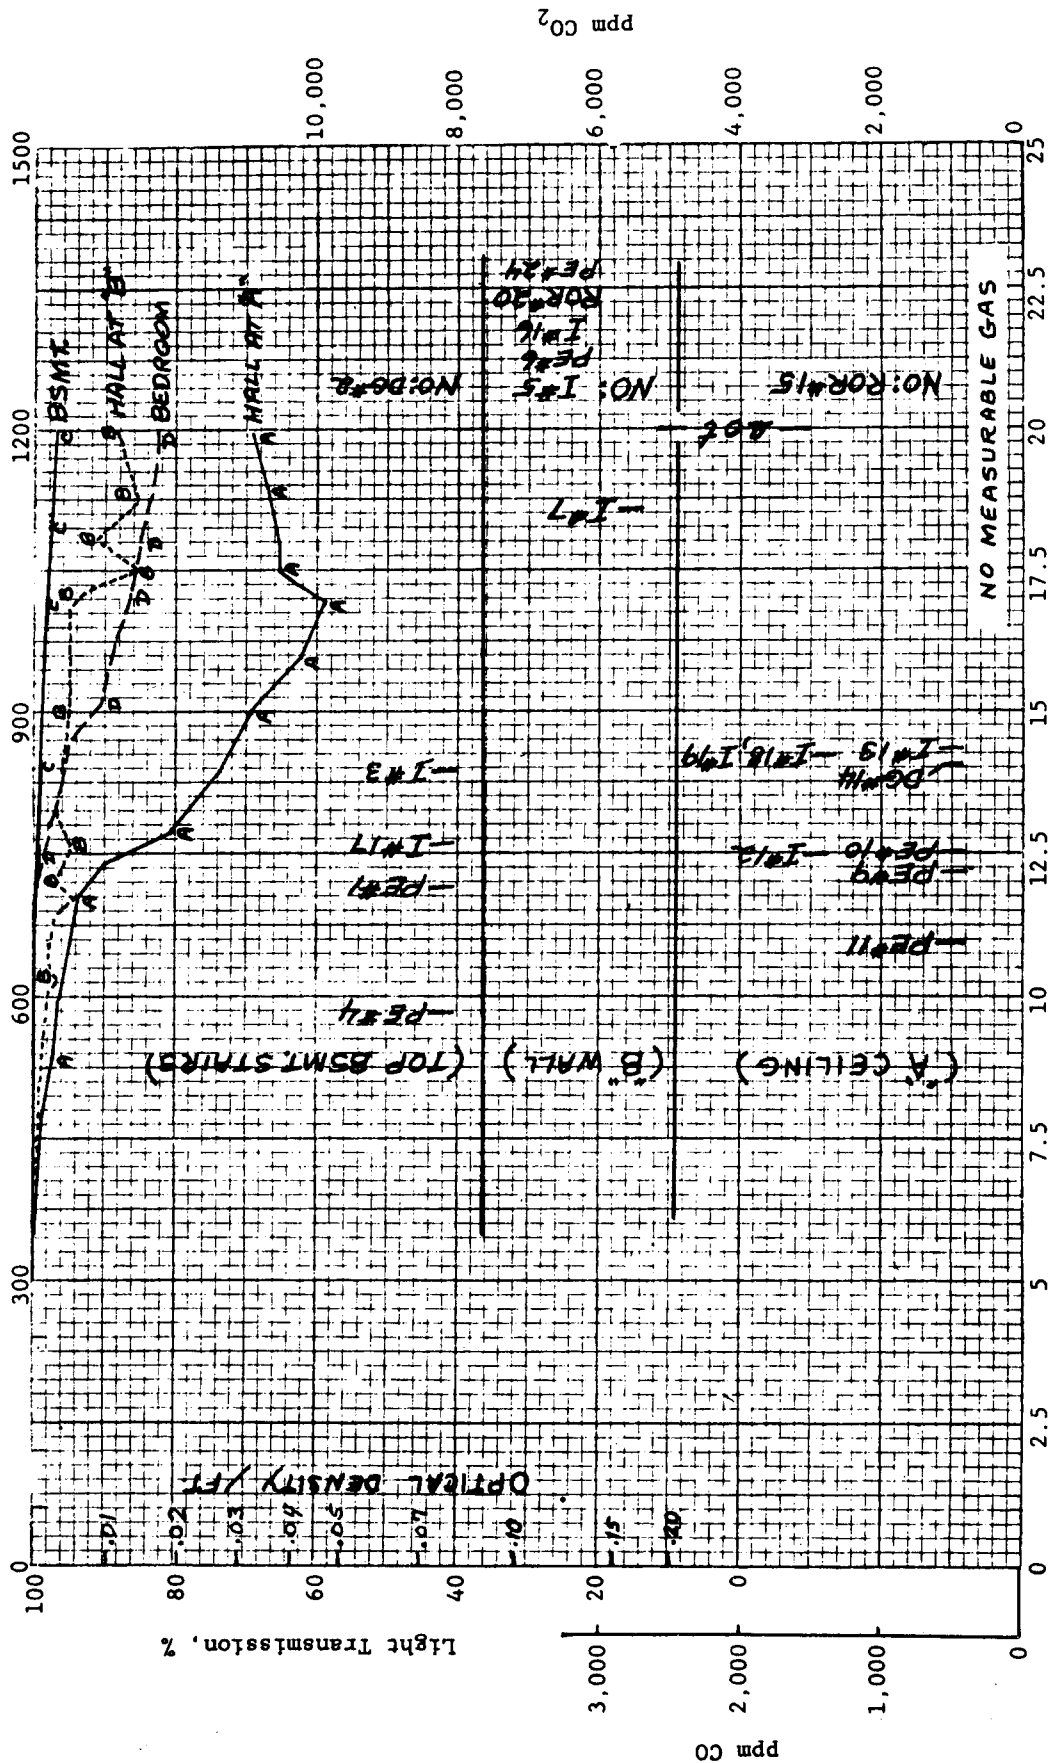 0 300 600 900 1200 1500
100
80
60
40
20
0
Light Transmission, %
.01
.02
.03
.04
.05
.07
.10
.15
.20
OPTICAL DENSITY /FT.
3,000
2,000
1,000
0
ppm CO
10,000
8,000
6,000
4,000
2,000
0
ppm CO2
C BSMT.
B HALL AT "B"
D BEDROOM
HALL AT "A"
A A A A A A A A A
B B B B B B B B
C C C
D D D D
(TOP BSMT. STAIRS)
PE#4
PE#1
I#17
I#3
NO: DG#2
("B" WALL)
I#7
NO: I#5
PE#6
I#16
ROR#20
PE#24
("A" CEILING)
PE#11
PE#9
PE#10 I#12
DG#14
I#13 I#18, I#19
NO: ROR#15
NO MEASURABLE GAS
0 2.5 5 7.5 10 12.5 15 17.5 20 22.5 25